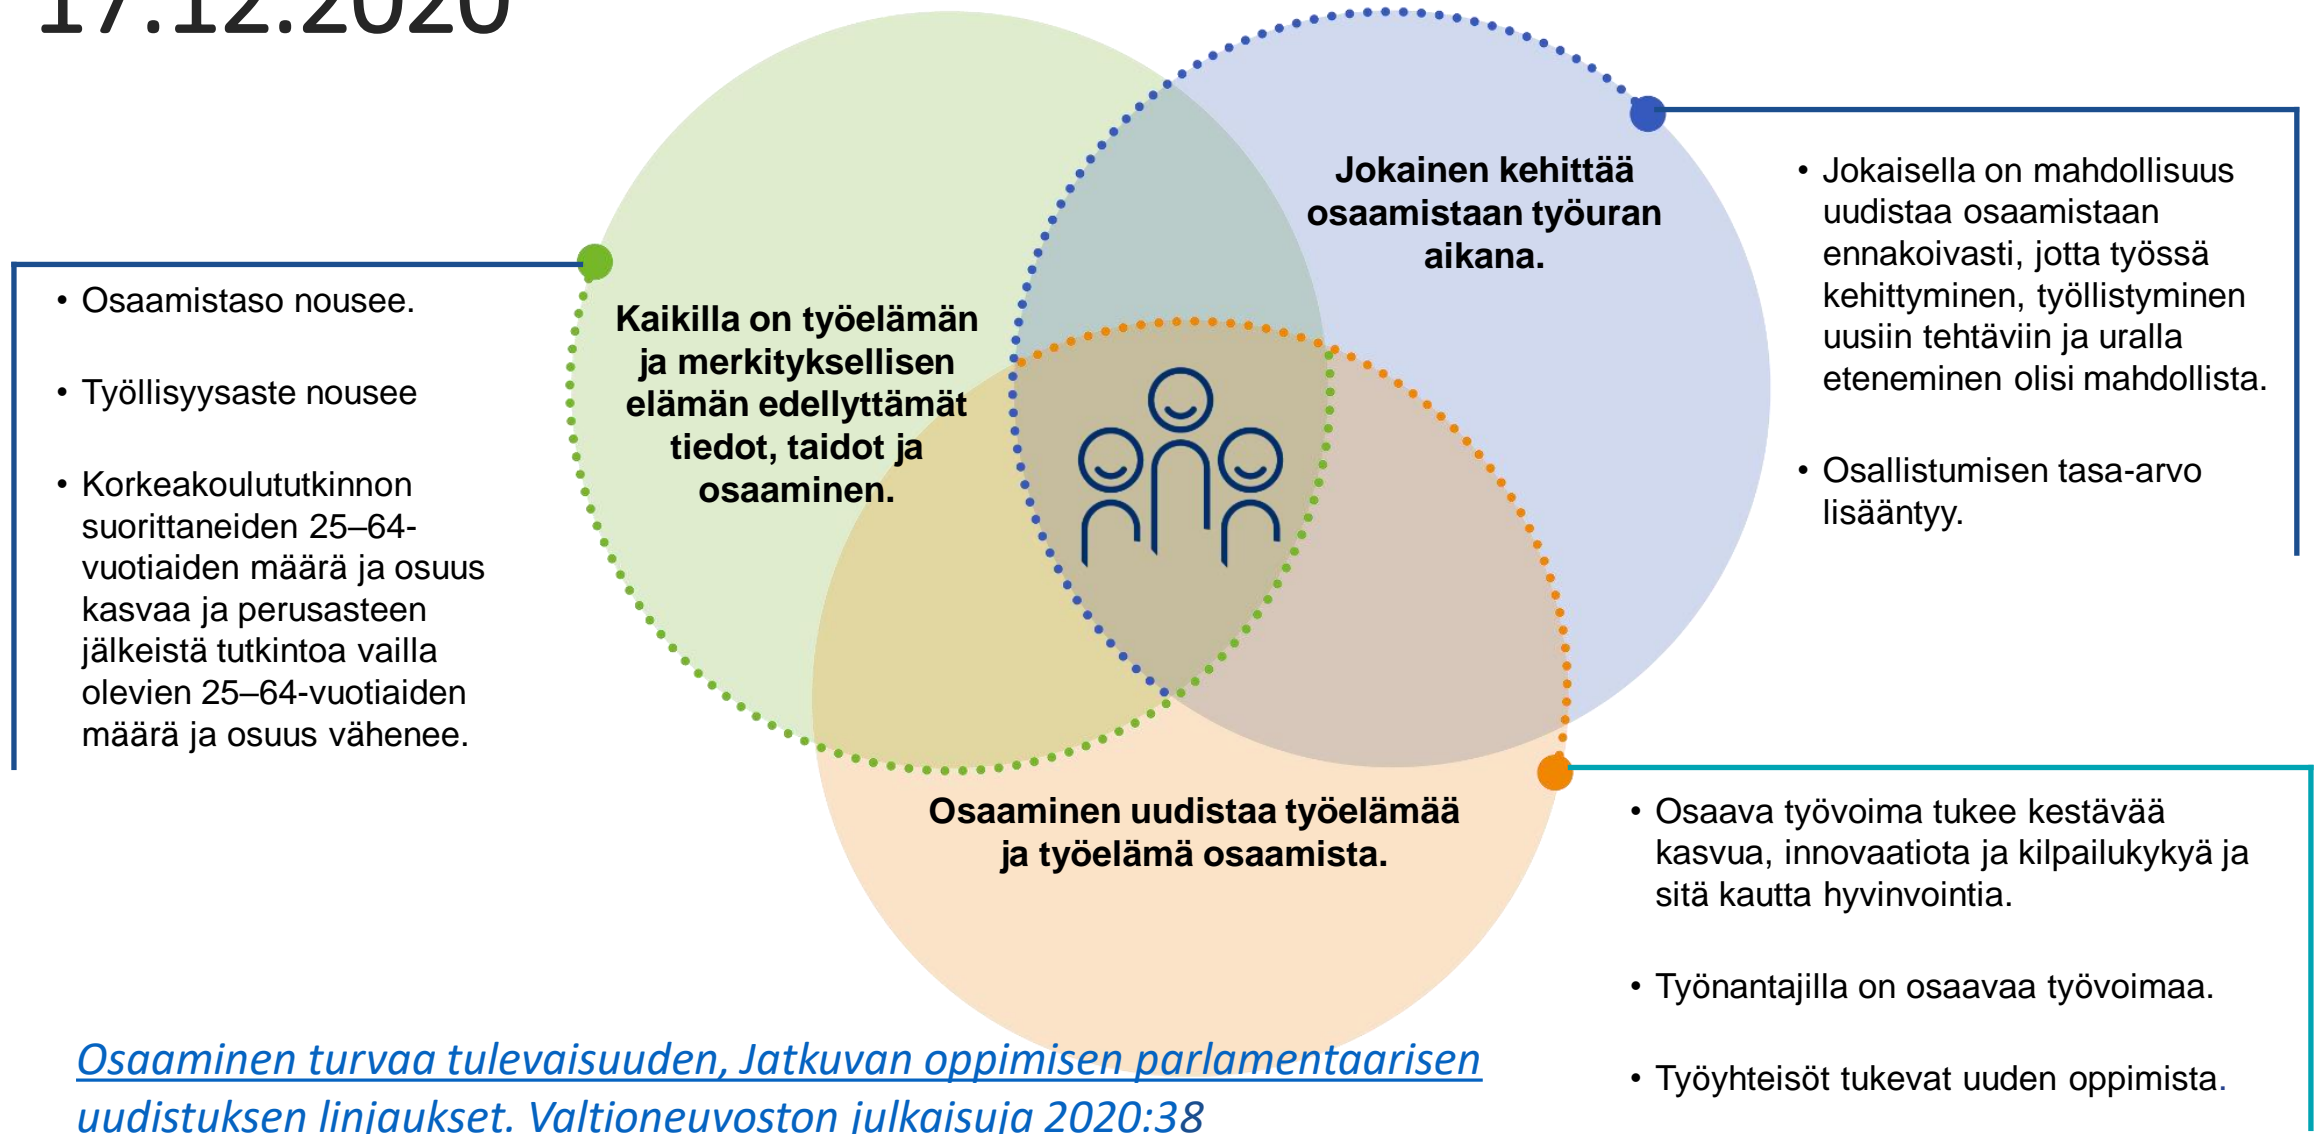 17.12.2020
• Osaamistaso nousee.
• Työllisyysaste nousee
• Korkeakoulututkinnon
suorittaneiden 25–64-
vuotiaiden määrä ja osuus
kasvaa ja perusasteen
jälkeistä tutkintoa vailla
olevien 25–64-vuotiaiden
määrä ja osuus vähenee.
Kaikilla on työelämän
ja merkityksellisen
elämän edellyttämät
tiedot, taidot ja
osaaminen.
Jokainen kehittää
osaamistaan työuran
aikana.
• Jokaisella on mahdollisuus
uudistaa osaamistaan
ennakoivasti, jotta työssä
kehittyminen, työllistyminen
uusiin tehtäviin ja uralla
eteneminen olisi mahdollista.
• Osallistumisen tasa-arvo
lisääntyy.
Osaaminen uudistaa työelämää
ja työelämä osaamista.
• Osaava työvoima tukee kestävää
kasvua, innovaatiota ja kilpailukykyä ja
sitä kautta hyvinvointia.
• Työnantajilla on osaavaa työvoimaa.
• Työyhteisöt tukevat uuden oppimista.
Osaaminen turvaa tulevaisuuden, Jatkuvan oppimisen parlamentaarisen
uudistuksen linjaukset. Valtioneuvoston julkaisuja 2020:38